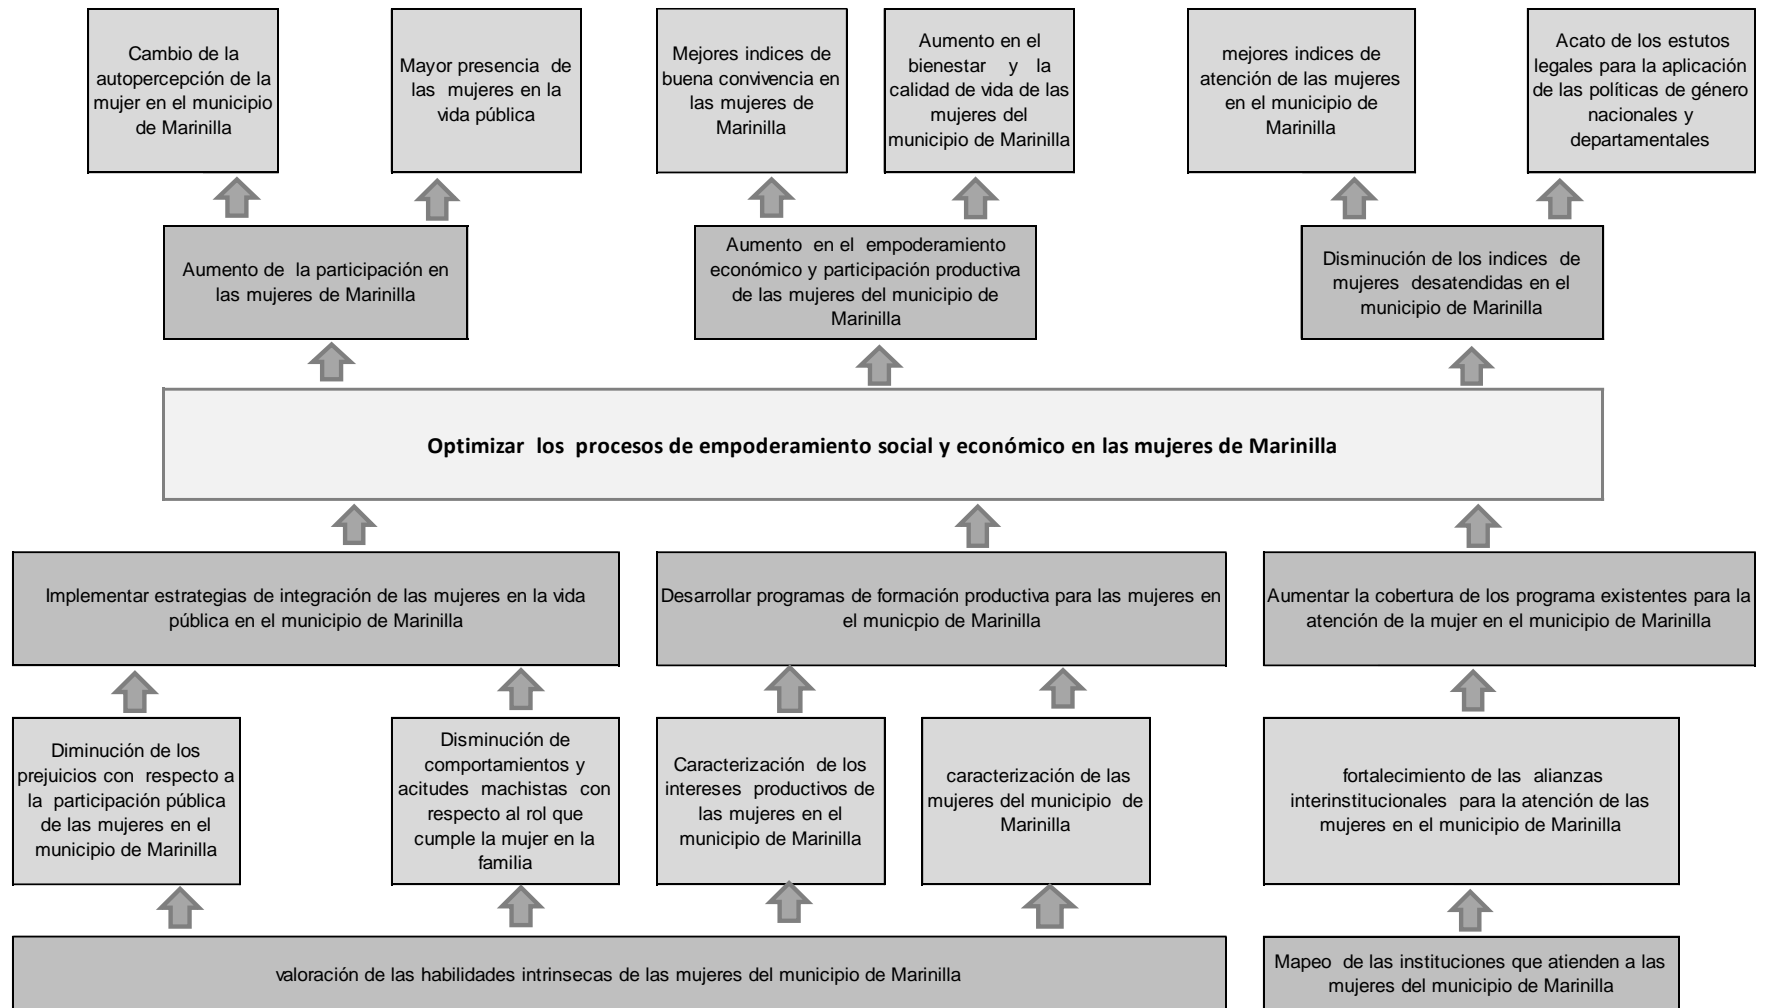 Cambio de la
autopercepción de la
mujer en el municipio
de Marinilla
Mayor presencia de
las mujeres en la
vida pública
Mejores indices de
buena convivencia en
las mujeres de
Marinilla
Aumento en el
bienestar y la
calidad de vida de las
mujeres del
municipio de Marinilla
mejores indices de
atención de las mujeres
en el municipio de
Marinilla
Acato de los estutos
legales para la aplicación
de las políticas de género
nacionales y
departamentales
Aumento de la participación en
las mujeres de Marinilla
Aumento en el empoderamiento
económico y participación productiva
de las mujeres del municipio de
Marinilla
Disminución de los indices de
mujeres desatendidas en el
municipio de Marinilla
Optimizar los procesos de empoderamiento social y económico en las mujeres de Marinilla
Implementar estrategias de integración de las mujeres en la vida
pública en el municipio de Marinilla
Desarrollar programas de formación productiva para las mujeres en
el municpio de Marinilla
Aumentar la cobertura de los programa existentes para la
atención de la mujer en el municipio de Marinilla
Diminución de los
prejuicios con respecto a
la participación pública
de las mujeres en el
municipio de Marinilla
Disminución de
comportamientos y
acitudes machistas con
respecto al rol que
cumple la mujer en la
familia
Caracterización de los
intereses productivos de
las mujeres en el
municipio de Marinilla
caracterización de las
mujeres del municipio de
Marinilla
fortalecimiento de las alianzas
interinstitucionales para la atención de las
mujeres en el municipio de Marinilla
valoración de las habilidades intrinsecas de las mujeres del municipio de Marinilla
Mapeo de las instituciones que atienden a las
mujeres del municipio de Marinilla